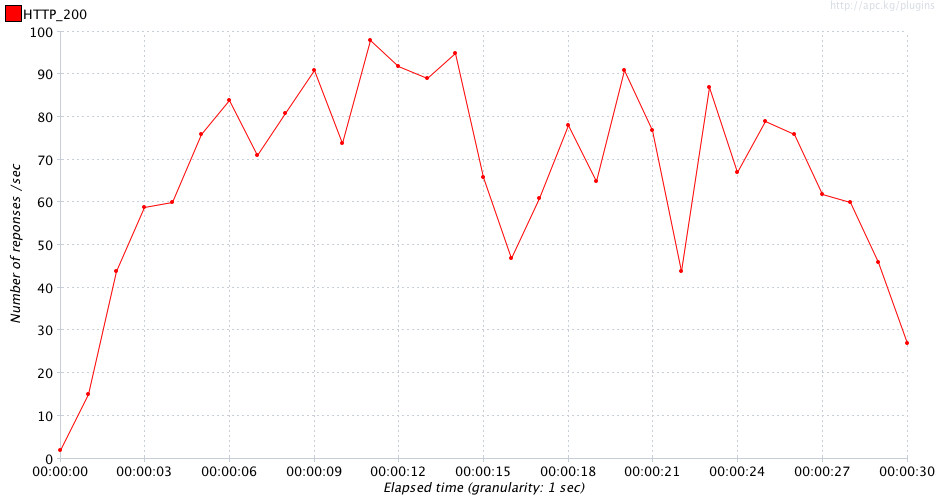 http://apc.kg/plugins
HTTP_200
100
90
80
70
60
50
40
30
20
10
0
Number of reponses /sec
00:00:00 00:00:03 00:00:06 00:00:09 00:00:12 00:00:15 00:00:18 00:00:21 00:00:24 00:00:27 00:00:30
Elapsed time (granularity: 1 sec)